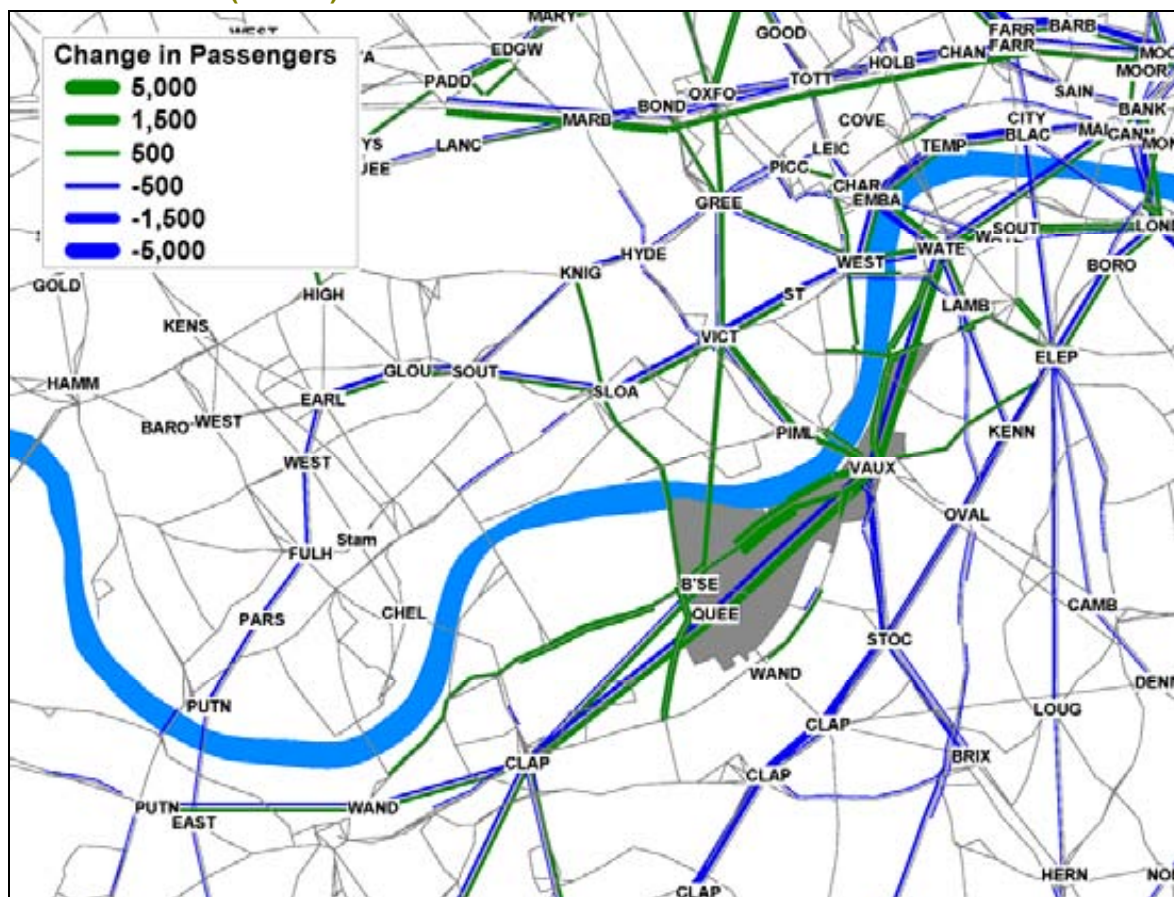 WEST
Change in Passengers
5,000
1,500
500
-500
-1,500
-5,000
MARY
EDGW
PADD
GOOD
HOLB
CHAN
FARR
FARR
BARB
MOO
MOOR
TOTT
OXFO
BOND
MARB
LANC
SAIN
BANK
CITY
BLAC
CANN
MON
COVE
TEMP
LEIC
PICC
CHAR
EMBA
GREE
SOUT
LOND
WATE
WEST
HYDE
KNIG
BORO
ST
LAMB
GOLD
HIGH
KENS
VICT
ELEP
HAMM
GLOU
SOUT
SLOA
EARL
BARO
WEST
PIML
KENN
WEST
VAUX
OVAL
Stam
FULH
B'SE
QUEE
CHEL
PARS
CAMB
STOC
WAND
DENM
PUTN
LOUG
CLAP
BRIX
CLAP
CLAP
PUTN
WAND
EAST
HERN
NO
CLAP